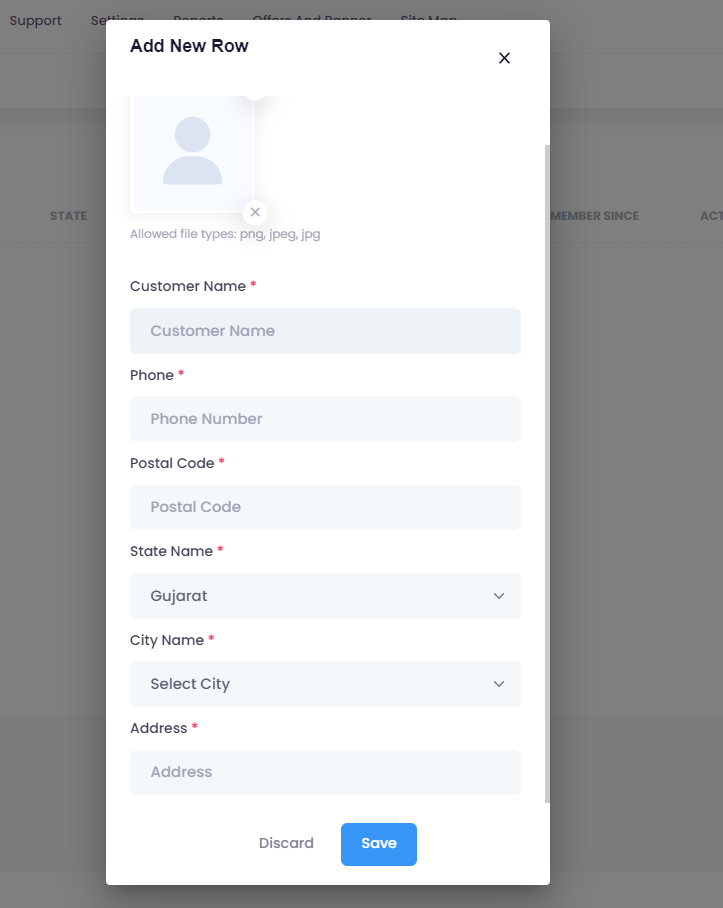 Support Settings Reports Offers And Banner Site Map
Add New Row
STATE
MEMBER SINCE
Allowed file types: png, jpeg, jpg
Customer Name *
Customer Name
Phone *
Phone Number
Postal Code *
Postal Code
State Name *
Gujarat
City Name *
Select City
Address *
Address
Discard
Save